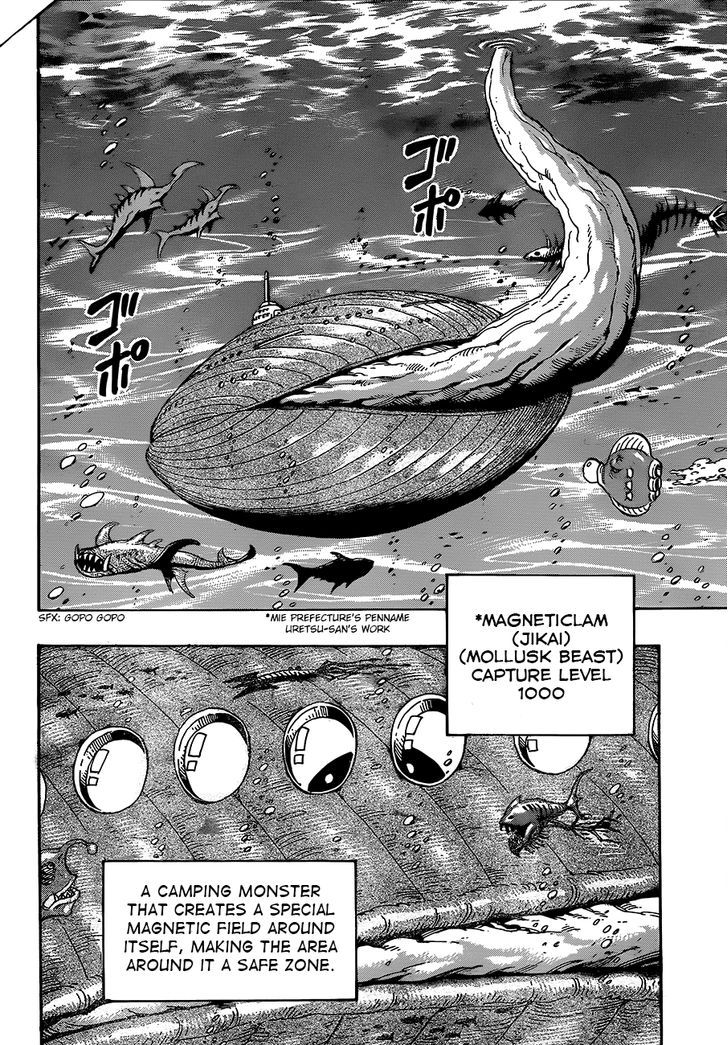 ゴポ
ゴポ
SFX: GOPO GOPO
*MIE PREFECTURE'S PENNAME
URETSU-SAN'S WORK
*MAGNETICLAM
(JIKAI)
(MOLLUSK BEAST)
CAPTURE LEVEL
1000
A CAMPING MONSTER
THAT CREATES A SPECIAL
MAGNETIC FIELD AROUND
ITSELF, MAKING THE AREA
AROUND IT A SAFE ZONE.